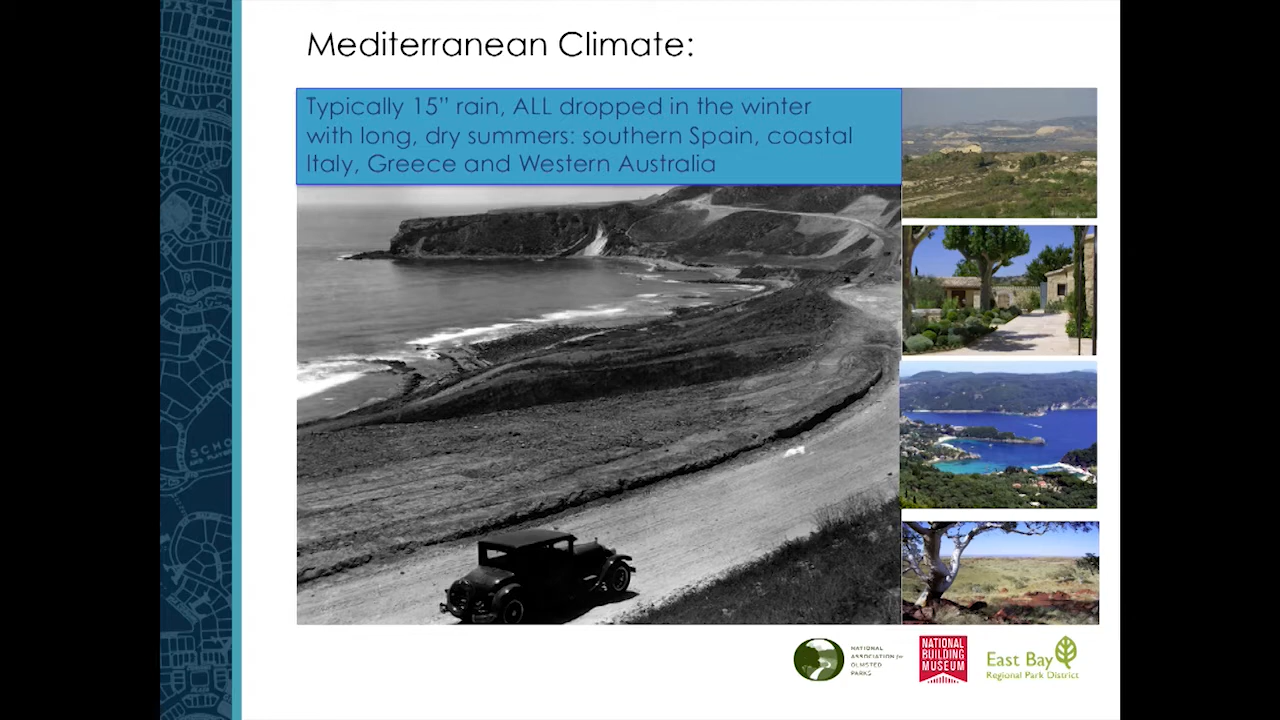 Mediterranean Climate:
Typically 15” rain, ALL dropped in the winter
with long, dry summers: southern Spain, coastal
Italy, Greece and Western Australia
NATIONAL
ASSOCIATION for
OLMSTED
PARKS
NATIONAL
BUILDING
MUSEUM
East Bay
Regional Park District